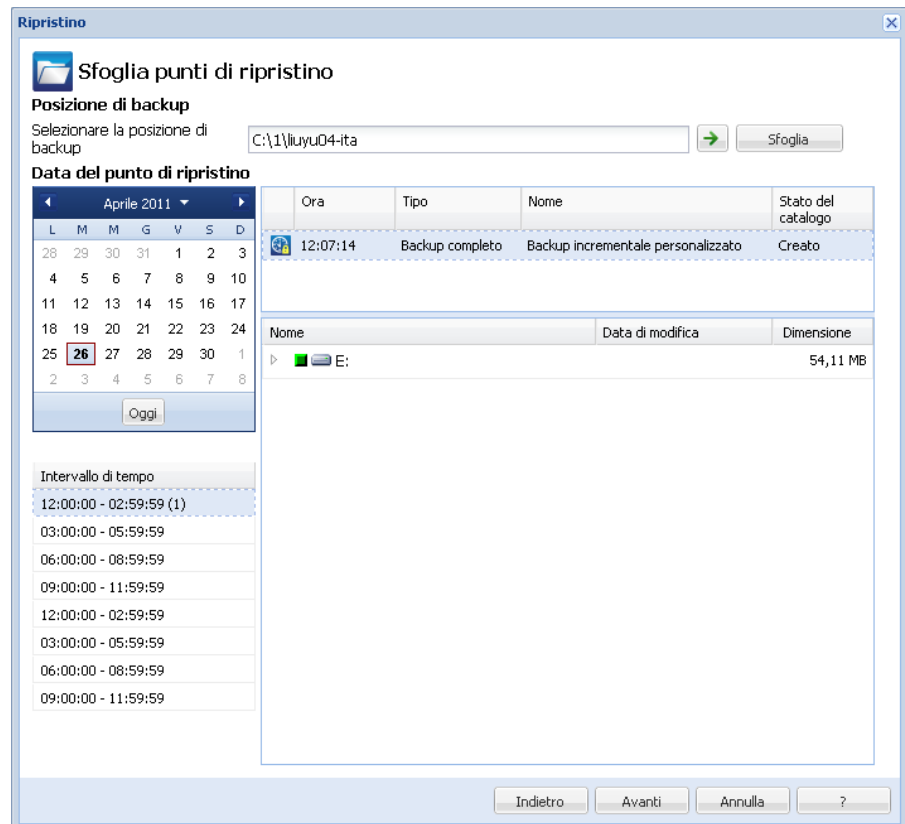 Ripristino
Sfoglia punti di ripristino
Posizione di backup
Selezionare la posizione di
backup
C:\1\liuyu04-ita
Sfoglia
Data del punto di ripristino
Aprile 2011
L M M G V S D
28 29 30 31 1 2 3
4 5 6 7 8 9 10
11 12 13 14 15 16 17
18 19 20 21 22 23 24
25 26 27 28 29 30 1
2 3 4 5 6 7 8
Oggi
Ora Tipo Nome Stato del
catalogo
12:07:14 Backup completo Backup incrementale personalizzato Creato
Nome Data di modifica Dimensione
E: 54,11 MB
Intervallo di tempo
12:00:00 - 02:59:59 (1)
03:00:00 - 05:59:59
06:00:00 - 08:59:59
09:00:00 - 11:59:59
12:00:00 - 02:59:59
03:00:00 - 05:59:59
06:00:00 - 08:59:59
09:00:00 - 11:59:59
Indietro Avanti Annulla ?